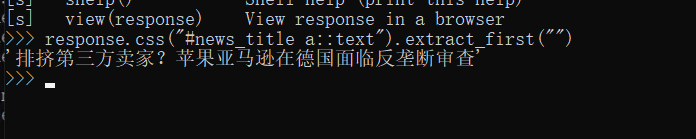 [s]   shelp()           Shell help (print this help)
[s]   view(response)    View response in a browser
>>> response.css("#news_title a::text").extract_first("")
'排挤第三方卖家？苹果亚马逊在德国面临反垄断审查'
>>>